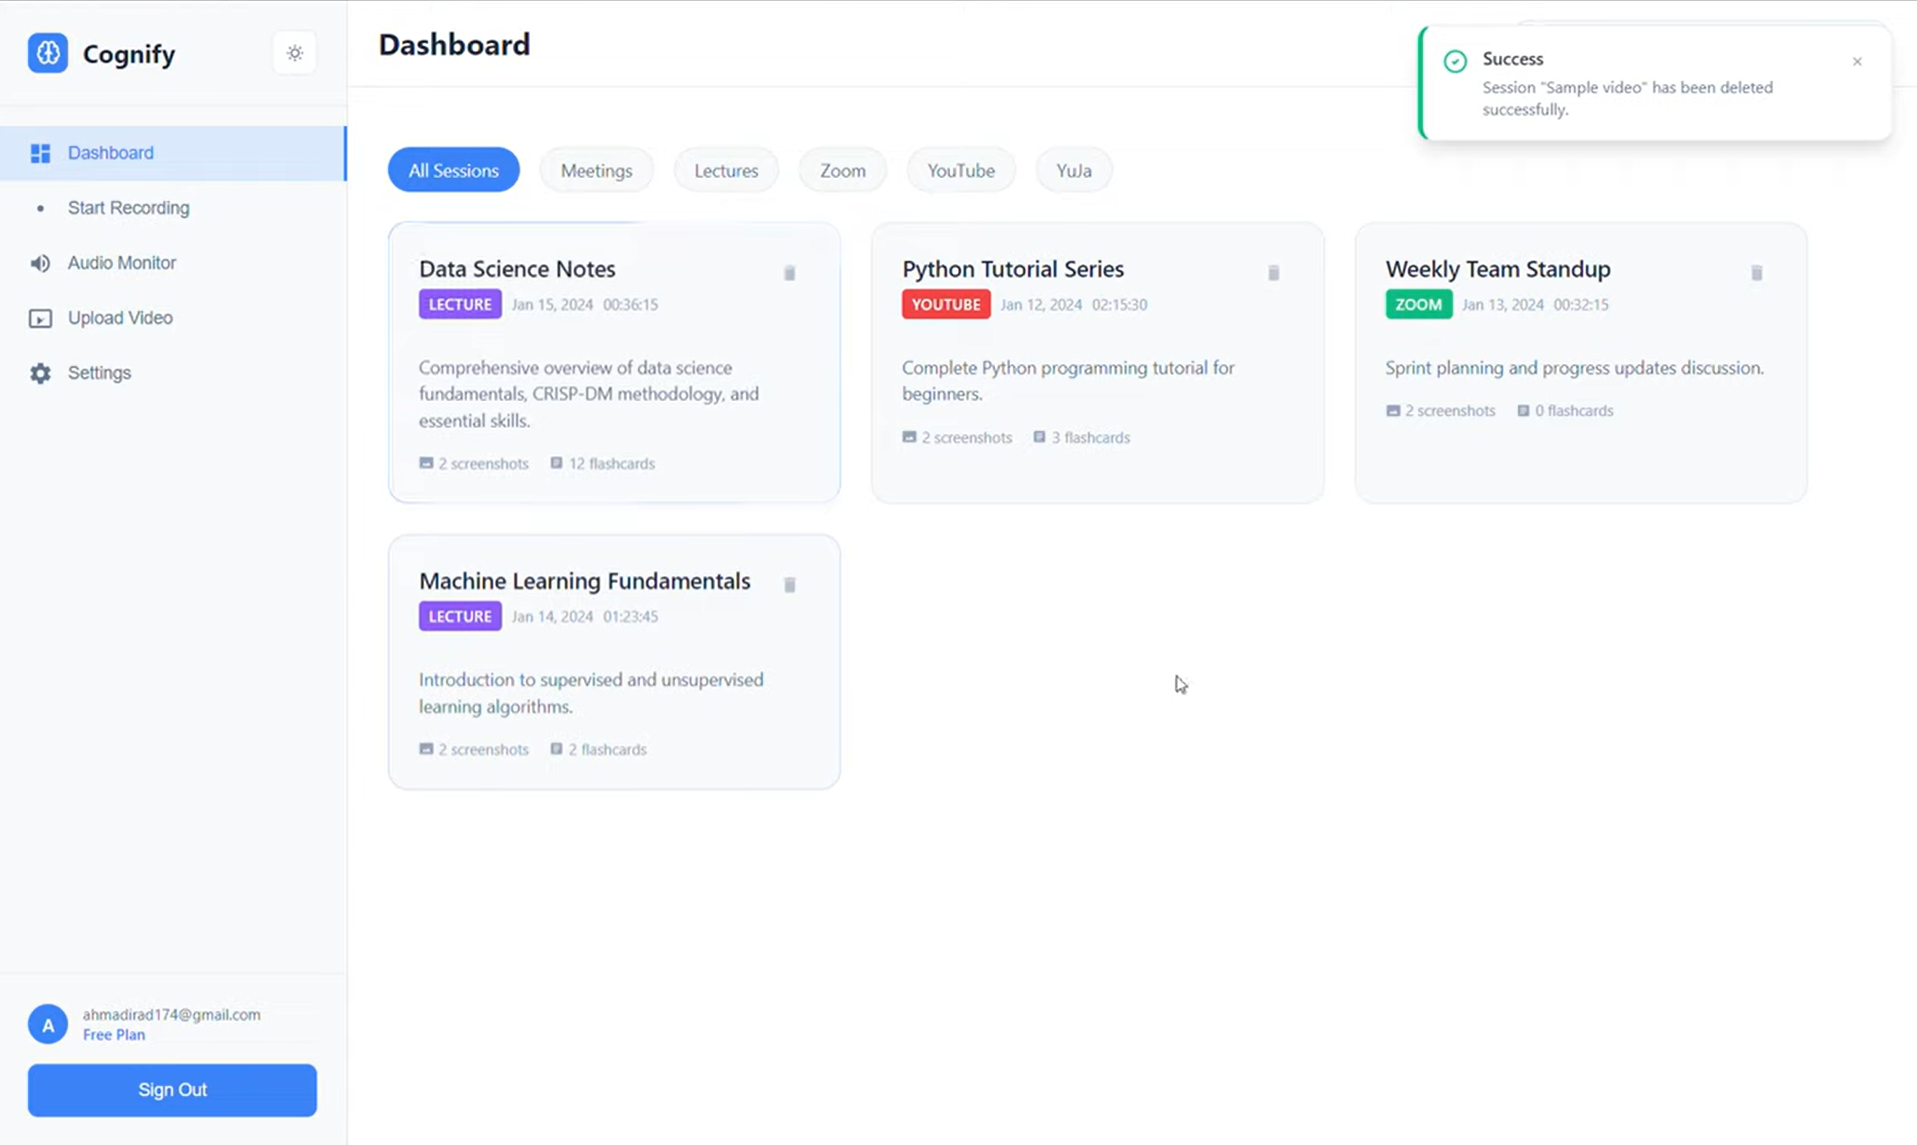 Cognify
Dashboard
Start Recording
Audio Monitor
Upload Video
Settings
ahmadirad174@gmail.com
A
Free Plan
Sign Out
Dashboard
Success
Session "Sample video" has been deleted
successfully.
All Sessions
Meetings
Lectures
Zoom
YouTube
YuJa
Data Science Notes
LECTURE Jan 15, 2024 00:36:15
Comprehensive overview of data science
fundamentals, CRISP-DM methodology, and
essential skills.
2 screenshots 12 flashcards
Python Tutorial Series
YOUTUBE Jan 12, 2024 02:15:30
Complete Python programming tutorial for
beginners.
2 screenshots 3 flashcards
Weekly Team Standup
ZOOM Jan 13, 2024 00:32:15
Sprint planning and progress updates discussion.
2 screenshots 0 flashcards
Machine Learning Fundamentals
LECTURE Jan 14, 2024 01:23:45
Introduction to supervised and unsupervised
learning algorithms.
2 screenshots 2 flashcards